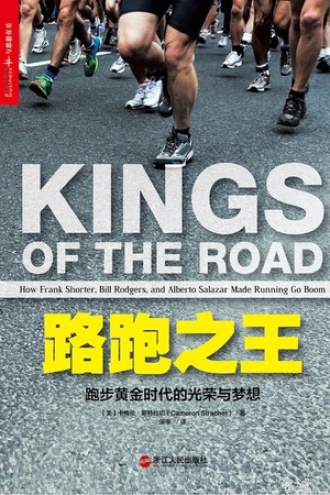 KINGS
OF THE ROAD
How Frank Shorter, Bill Rodgers, and Alberto Salazar Made Running Go Boom
路跑之王
跑步黄金时代的光荣与梦想
(Cameron Stracher)
浙江人民出版社